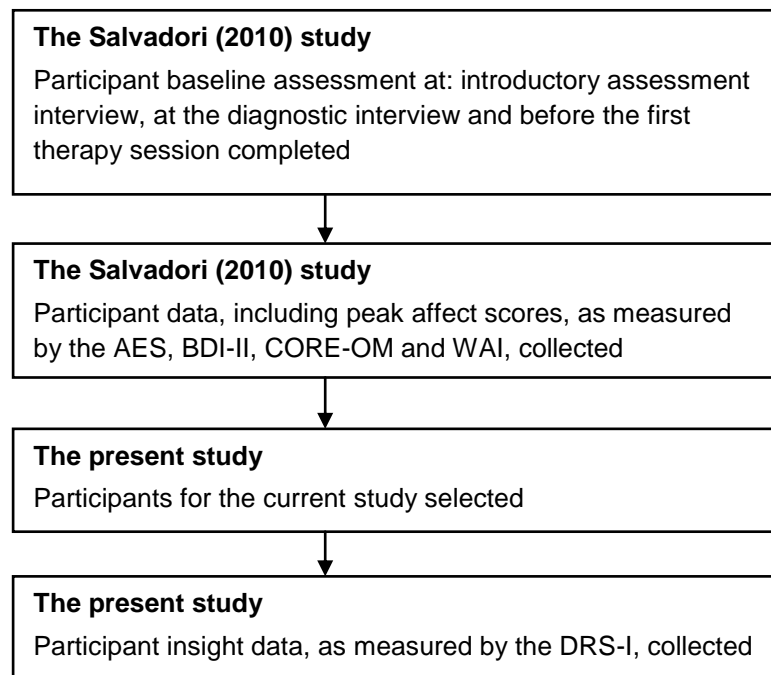 The Salvadori (2010) study
Participant baseline assessment at: introductory assessment
interview, at the diagnostic interview and before the first
therapy session completed
The Salvadori (2010) study
Participant data, including peak affect scores, as measured
by the AES, BDI-II, CORE-OM and WAI, collected
The present study
Participants for the current study selected
The present study
Participant insight data, as measured by the DRS-I, collected